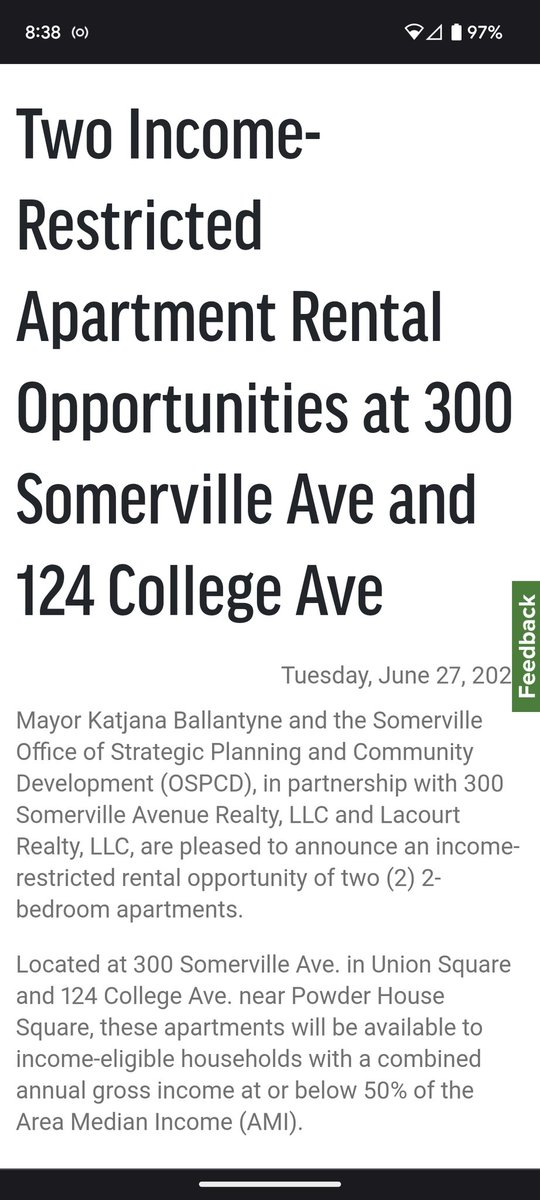 8:38
97%
Two Income-
Restricted
Apartment Rental
Opportunities at 300
Somerville Ave and
124 College Ave
Feedback
Tuesday, June 27, 202
Mayor Katjana Ballantyne and the Somerville
Office of Strategic Planning and Community
Development (OSPCD), in partnership with 300
Somerville Avenue Realty, LLC and Lacourt
Realty, LLC, are pleased to announce an income-
restricted rental opportunity of two (2) 2-
bedroom apartments.
Located at 300 Somerville Ave. in Union Square
and 124 College Ave. near Powder House
Square, these apartments will be available to
income-eligible households with a combined
annual gross income at or below 50% of the
Area Median Income (AMI).